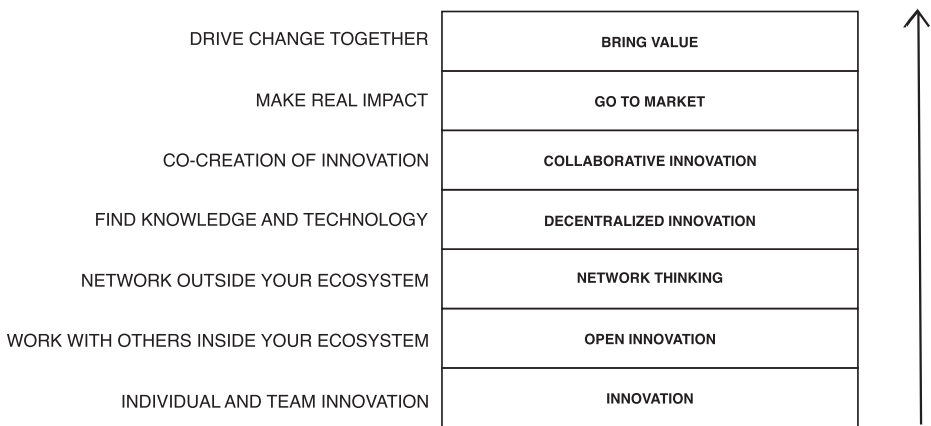 DRIVE CHANGE TOGETHER
BRING VALUE
MAKE REAL IMPACT
GO TO MARKET
CO-CREATION OF INNOVATION
COLLABORATIVE INNOVATION
FIND KNOWLEDGE AND TECHNOLOGY
DECENTRALIZED INNOVATION
NETWORK OUTSIDE YOUR ECOSYSTEM
NETWORK THINKING
WORK WITH OTHERS INSIDE YOUR ECOSYSTEM
OPEN INNOVATION
INDIVIDUAL AND TEAM INNOVATION
INNOVATION